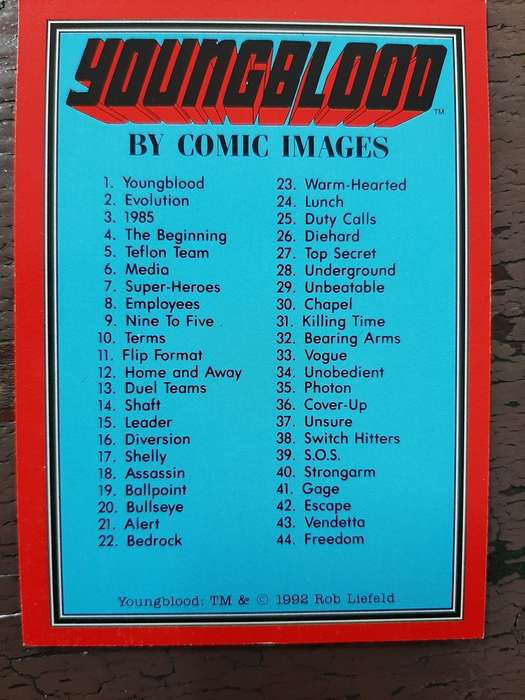 YOUNGBLOOD TM
BY COMIC IMAGES
1. Youngblood
2. Evolution
3. 1985
4. The Beginning
5. Teflon Team
6. Media
7. Super-Heroes
8. Employees
9. Nine To Five
10. Terms
11. Flip Format
12. Home and Away
13. Duel Teams
14. Shaft
15. Leader
16. Diversion
17. Shelly
18. Assassin
19. Ballpoint
20. Bullseye
21. Alert
22. Bedrock
23. Warm-Hearted
24. Lunch
25. Duty Calls
26. Diehard
27. Top Secret
28. Underground
29. Unbeatable
30. Chapel
31. Killing Time
32. Bearing Arms
33. Vogue
34. Unobedient
35. Photon
36. Cover-Up
37. Unsure
38. Switch Hitters
39. S.O.S.
40. Strongarm
41. Gage
42. Escape
43. Vendetta
44. Freedom
Youngblood: TM & © 1992 Rob Liefeld